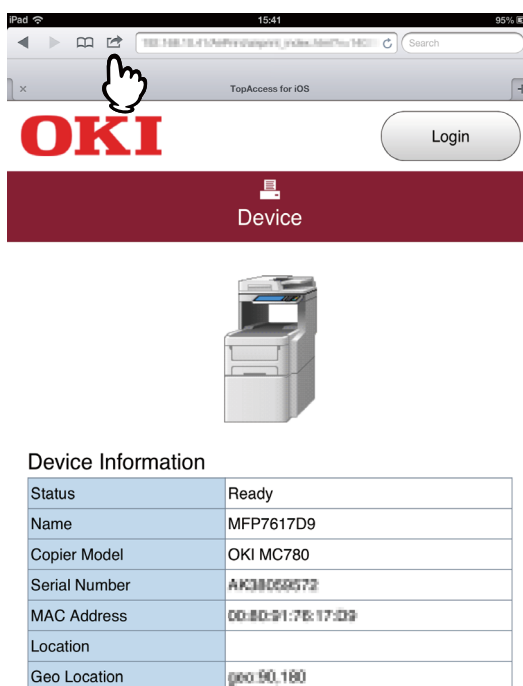 iPad 15:41 95%
Search
TopAccess for iOS
OKI Login
Device
Device Information
Status Ready
Name MFP7617D9
Copier Model OKI MC780
Serial Number
MAC Address
Location
Geo Location